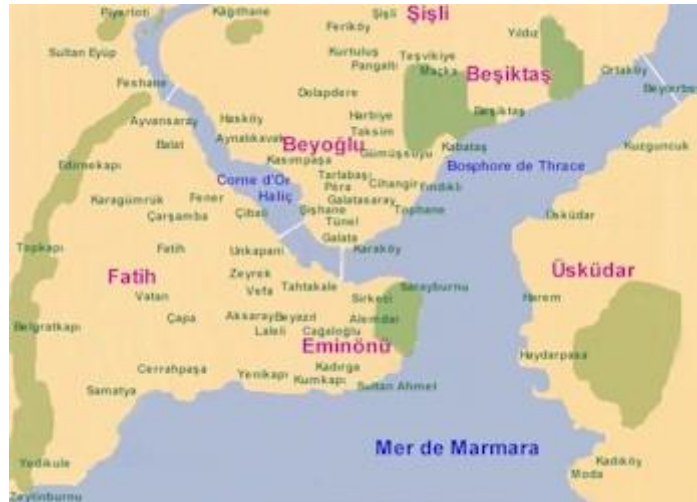 Piyerloti
Kâğıthane
Şişli
Şişli
Feriköy
Yıldız
Sultan Eyüp
Kurtuluş
Teşvikiye
Pangaltı
Maçka
Beşiktaş
Ortaköy
Feshane
Dolapdere
Beylerbeyi
Ayvansaray
Hasköy
Harbiye
Beşiktaş
Taksim
Aynalıkavak
Balat
Beyoğlu
Kabataş
Kuzguncuk
Gümüşsuyu
Edirnekapı
Kasımpaşa
Bosphore de Thrace
Corne d'Or
Tarlabaşı
Cihangir
Fındıklı
Pera
Haliç
Karagümrük
Fener
Galatasaray
Çarşamba
Cibali
Şişhane
Tophane
Üsküdar
Tünel
Galata
Topkapı
Fatih
Unkapanı
Karaköy
Fatih
Zeyrek
Üsküdar
Vefa
Tahtakale
Sarayburnu
Vatan
Sirkeci
Harem
Çapa
Aksaray
Beyazıt
Alemdar
Belgratkapı
Laleli
Cağaloğlu
Eminönü
Haydarpaşa
Cerrahpaşa
Yenikapı
Kadırga
Kumkapı
Sultan Ahmet
Samatya
Mer de Marmara
Yedikule
Kadıköy
Moda
Zeytinburnu